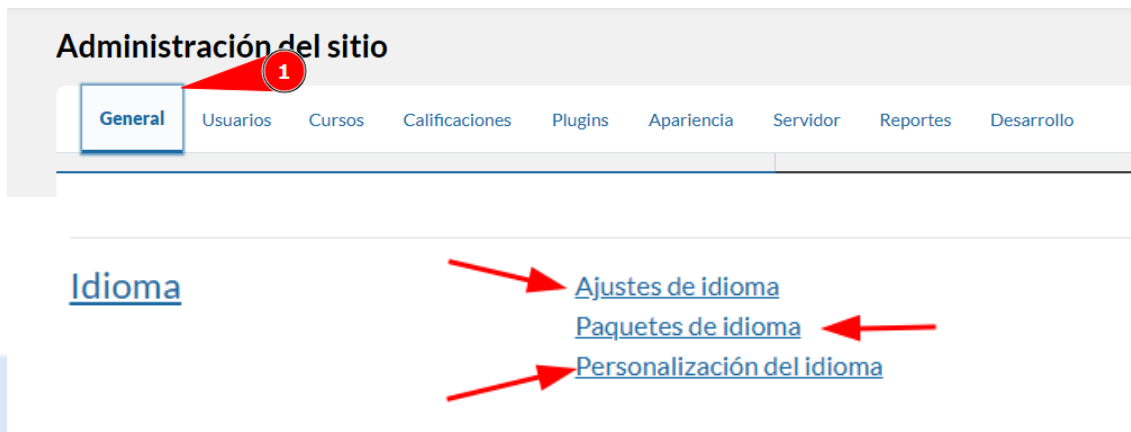 Administración del sitio
1
General Usuarios Cursos Calificaciones Plugins Apariencia Servidor Reportes Desarrollo
Idioma
Ajustes de idioma
Paquetes de idioma
Personalización del idioma